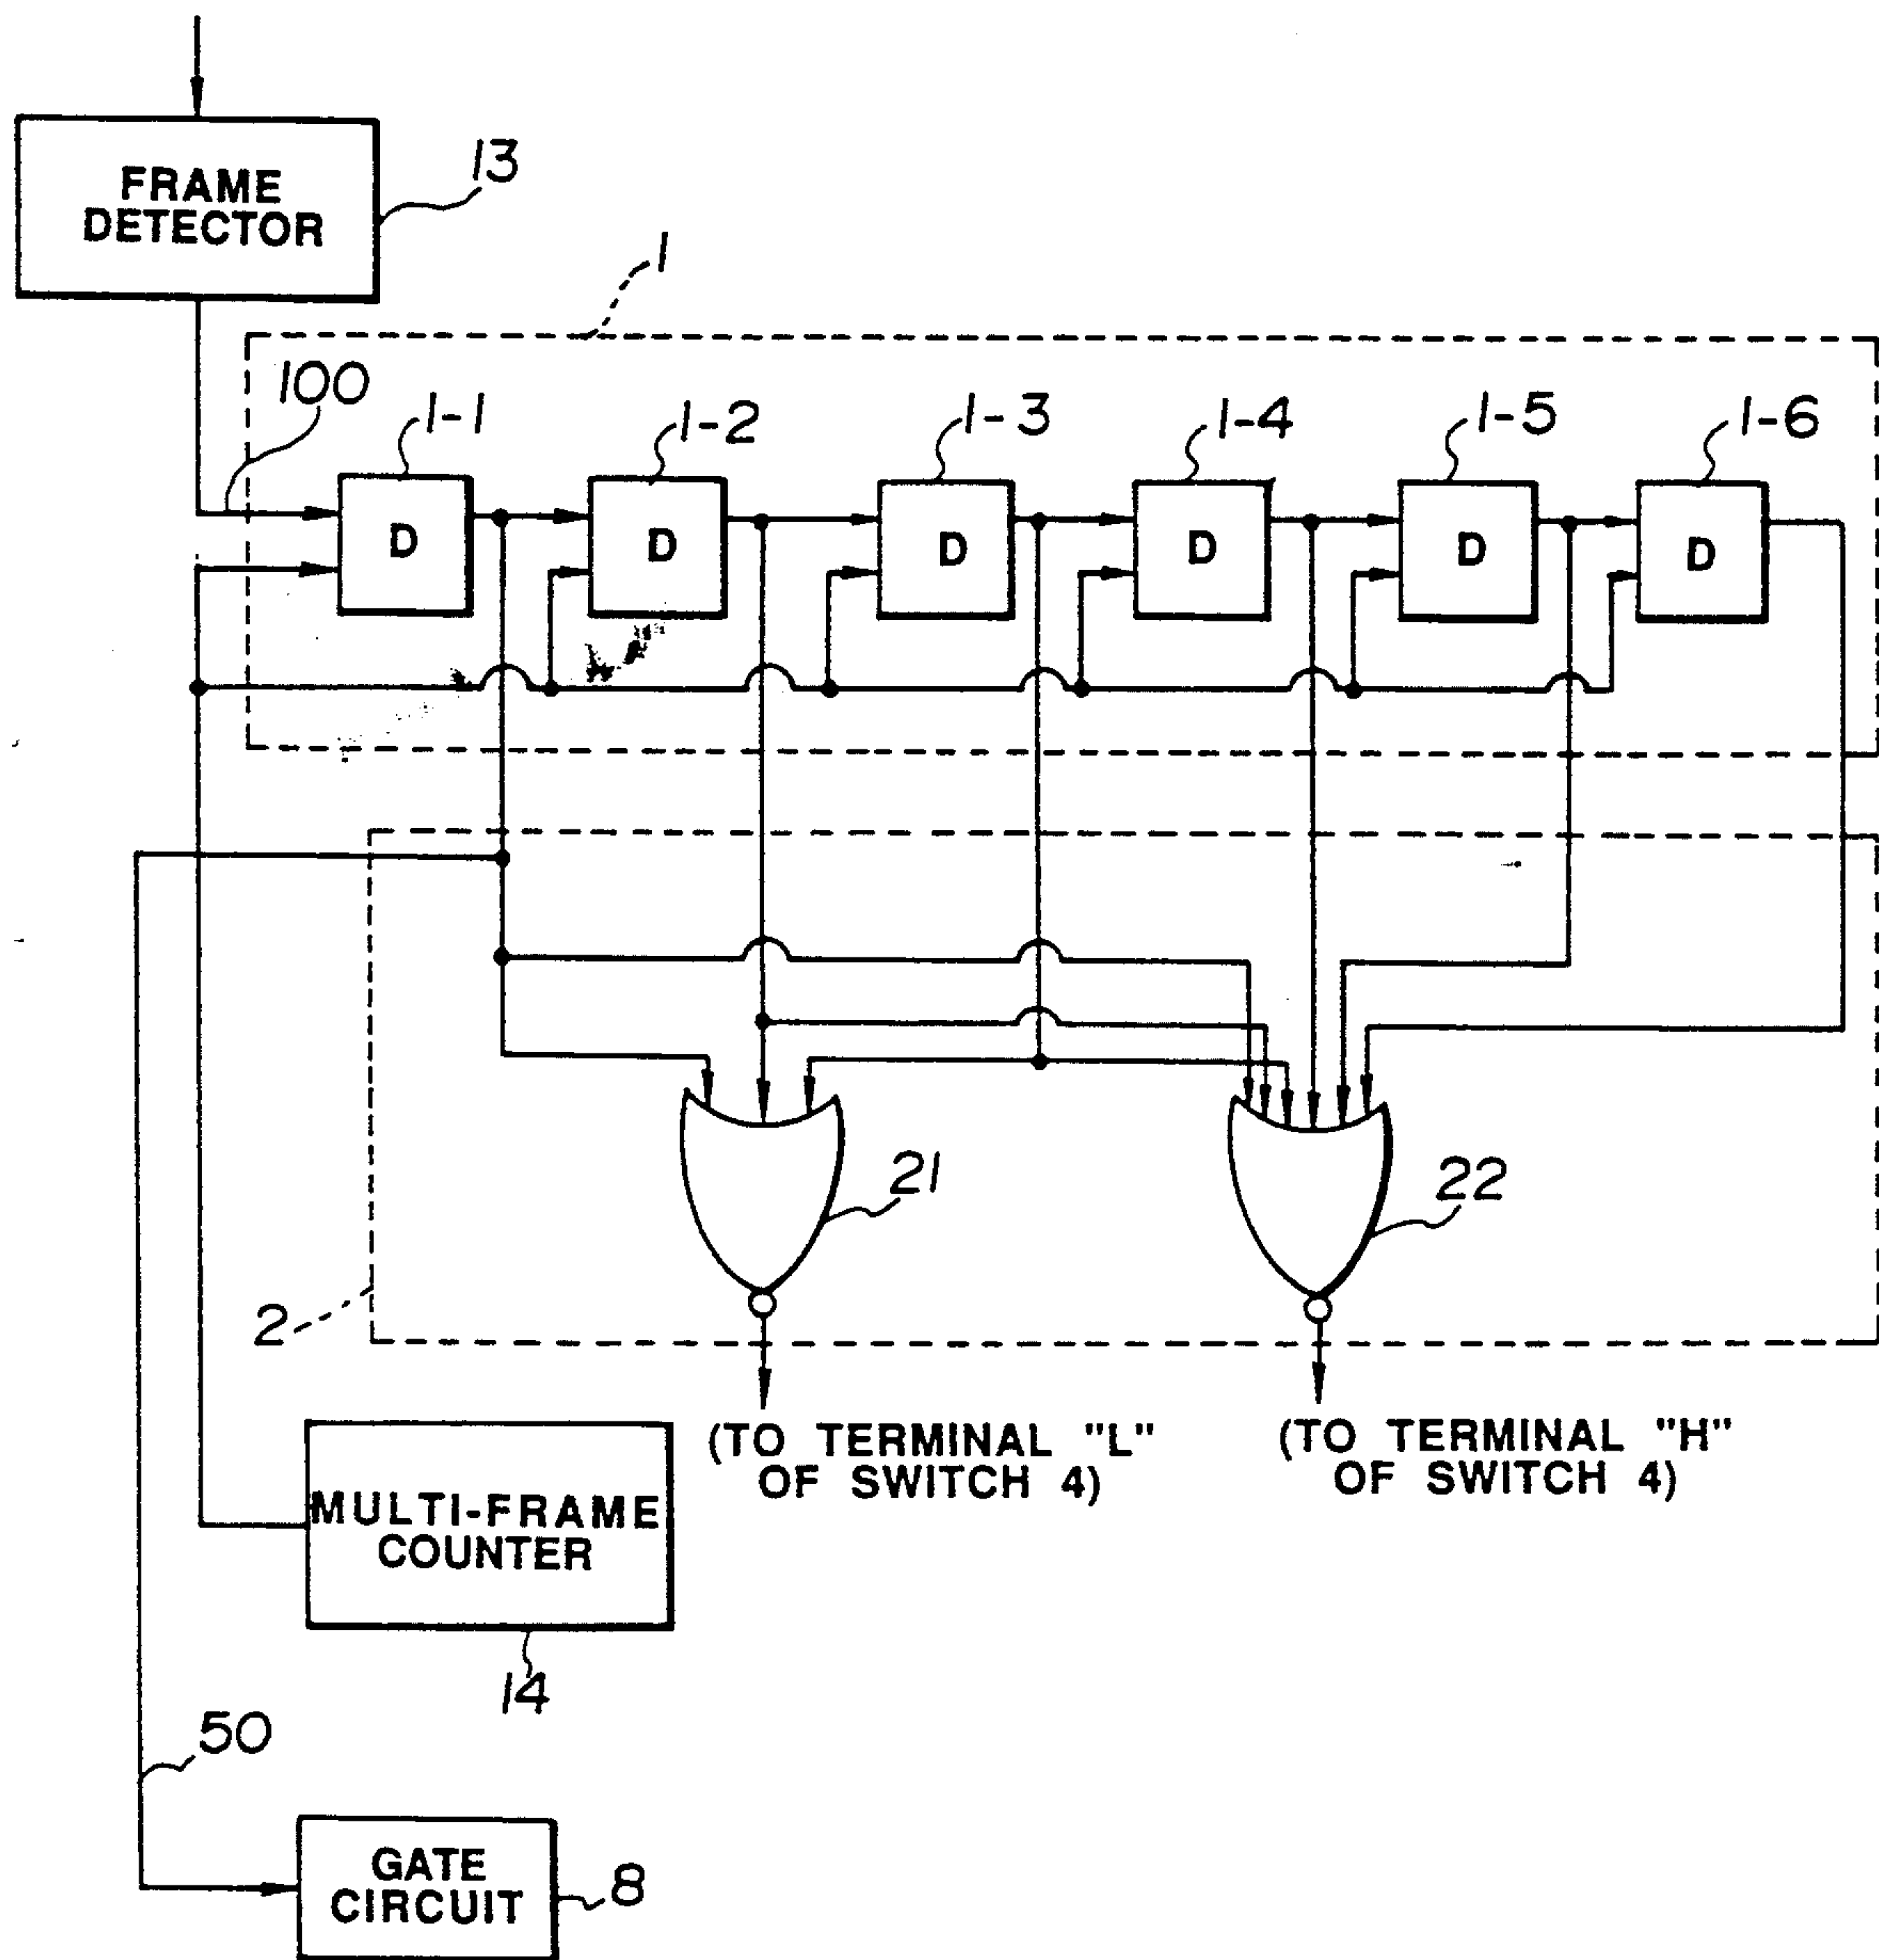 FRAME
DETECTOR
13
1
100
1-1
1-2
1-3
1-4
1-5
1-6
D
D
D
D
D
D
21
22
2
(TO TERMINAL "L"
OF SWITCH 4)
(TO TERMINAL "H"
OF SWITCH 4)
MULTI-FRAME
COUNTER
14
50
GATE
CIRCUIT
8